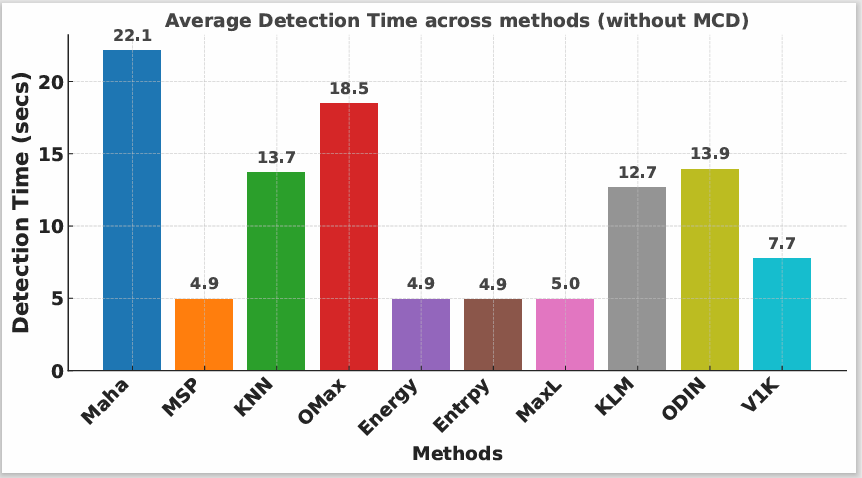 Average Detection Time across methods (without MCD)
22.1
4.9
13.7
18.5
4.9
4.9
5.0
12.7
13.9
7.7
Detection Time (secs)
20
15
10
5
0
Maha
MSP
KNN
OMax
Energy
Entrpy
MaxL
KLM
ODIN
V1K
Methods